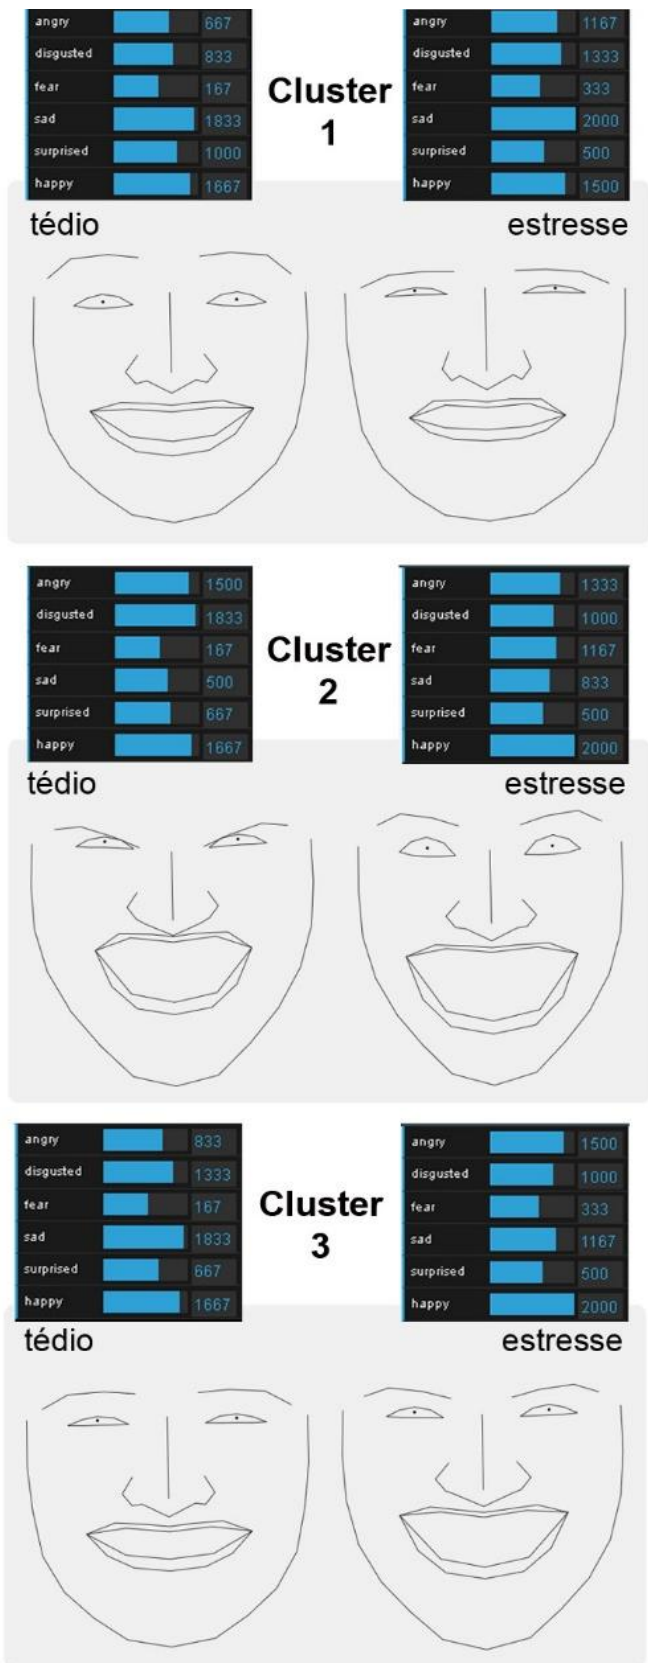 angry 667
disgusted 833
fear 167
sad 1833
surprised 1000
happy 1667
Cluster
1
angry 1167
disgusted 1333
fear 333
sad 2000
surprised 500
happy 1500
tédio
estresse
angry 1500
disgusted 1833
fear 167
sad 500
surprised 667
happy 1667
Cluster
2
angry 1333
disgusted 1000
fear 1167
sad 833
surprised 500
happy 2000
tédio
estresse
angry 833
disgusted 1333
fear 167
sad 1833
surprised 667
happy 1667
Cluster
3
angry 1500
disgusted 1000
fear 333
sad 1167
surprised 500
happy 2000
tédio
estresse